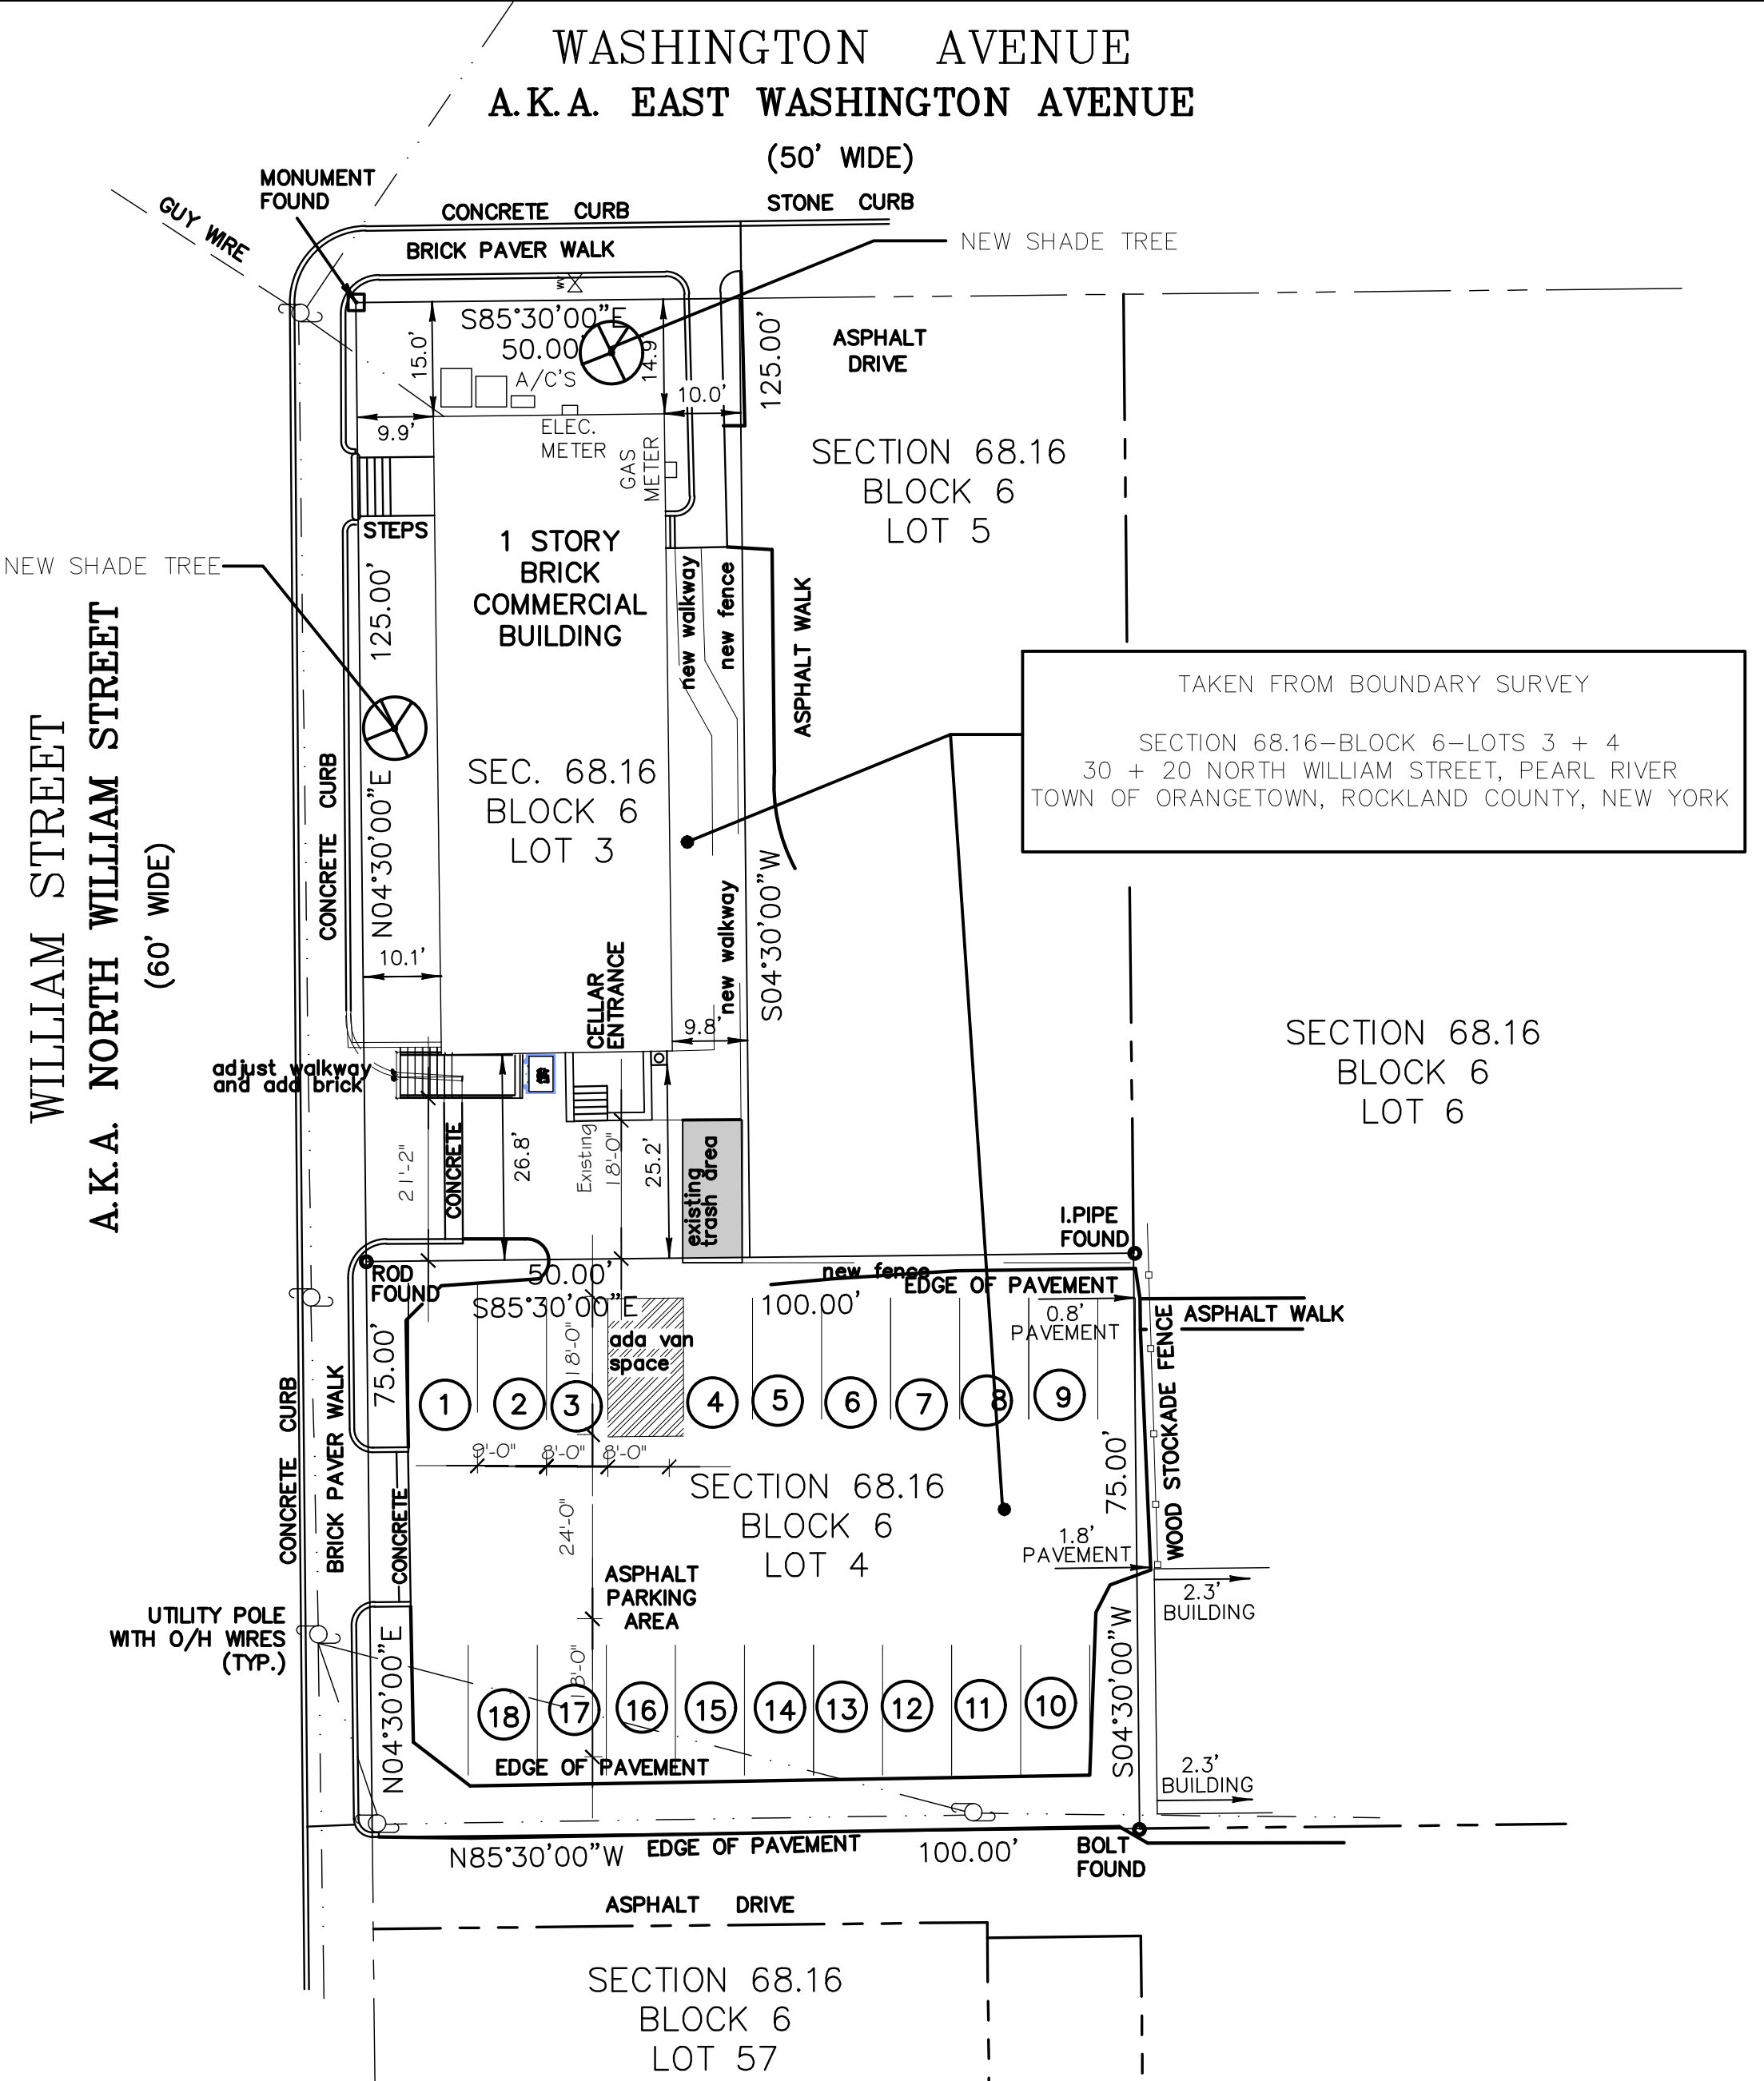 WASHINGTON AVENUE
A.K.A. EAST WASHINGTON AVENUE
(50' WIDE)
MONUMENT
FOUND
GUY WIRE
CONCRETE CURB
STONE CURB
BRICK PAVER WALK
NEW SHADE TREE
S85°30'00"E
50.00'
15.0'
14.9'
A/C'S
10.0'
125.00'
ASPHALT
DRIVE
9.9'
ELEC.
METER
GAS
METER
SECTION 68.16
BLOCK 6
LOT 5
STEPS
1 STORY
BRICK
COMMERCIAL
BUILDING
NEW SHADE TREE
125.00'
new walkway
new fence
ASPHALT WALK
WILLIAM STREET
A.K.A. NORTH WILLIAM STREET
(60' WIDE)
TAKEN FROM BOUNDARY SURVEY
SECTION 68.16-BLOCK 6-LOTS 3 + 4
30 + 20 NORTH WILLIAM STREET, PEARL RIVER
TOWN OF ORANGETOWN, ROCKLAND COUNTY, NEW YORK
CONCRETE CURB
N04°30'00"E
SEC. 68.16
BLOCK 6
LOT 3
S04°30'00"W
new walkway
10.1'
CELLAR
ENTRANCE
9.8'
SECTION 68.16
BLOCK 6
LOT 6
adjust walkway
and add brick
21'-2"
CONCRETE
26.8'
Existing
18'-0"
25.2'
existing
trash area
I.PIPE
FOUND
ROD
FOUND
50.00'
S85°30'00"E
new fence
EDGE OF PAVEMENT
100.00'
0.8'
PAVEMENT
ASPHALT WALK
75.00'
18'-0"
ada van
space
WOOD STOCKADE FENCE
1
2
3
4
5
6
7
8
9
CONCRETE CURB
BRICK PAVER WALK
9'-0"
8'-0"
8'-0"
SECTION 68.16
BLOCK 6
LOT 4
75.00'
CONCRETE
24'-0"
1.8'
PAVEMENT
ASPHALT
PARKING
AREA
2.3'
BUILDING
UTILITY POLE
WITH O/H WIRES
(TYP.)
N04°30'00"E
18'-0"
S04°30'00"W
18
17
16
15
14
13
12
11
10
EDGE OF PAVEMENT
2.3'
BUILDING
N85°30'00"W
EDGE OF PAVEMENT
100.00'
BOLT
FOUND
ASPHALT DRIVE
SECTION 68.16
BLOCK 6
LOT 57